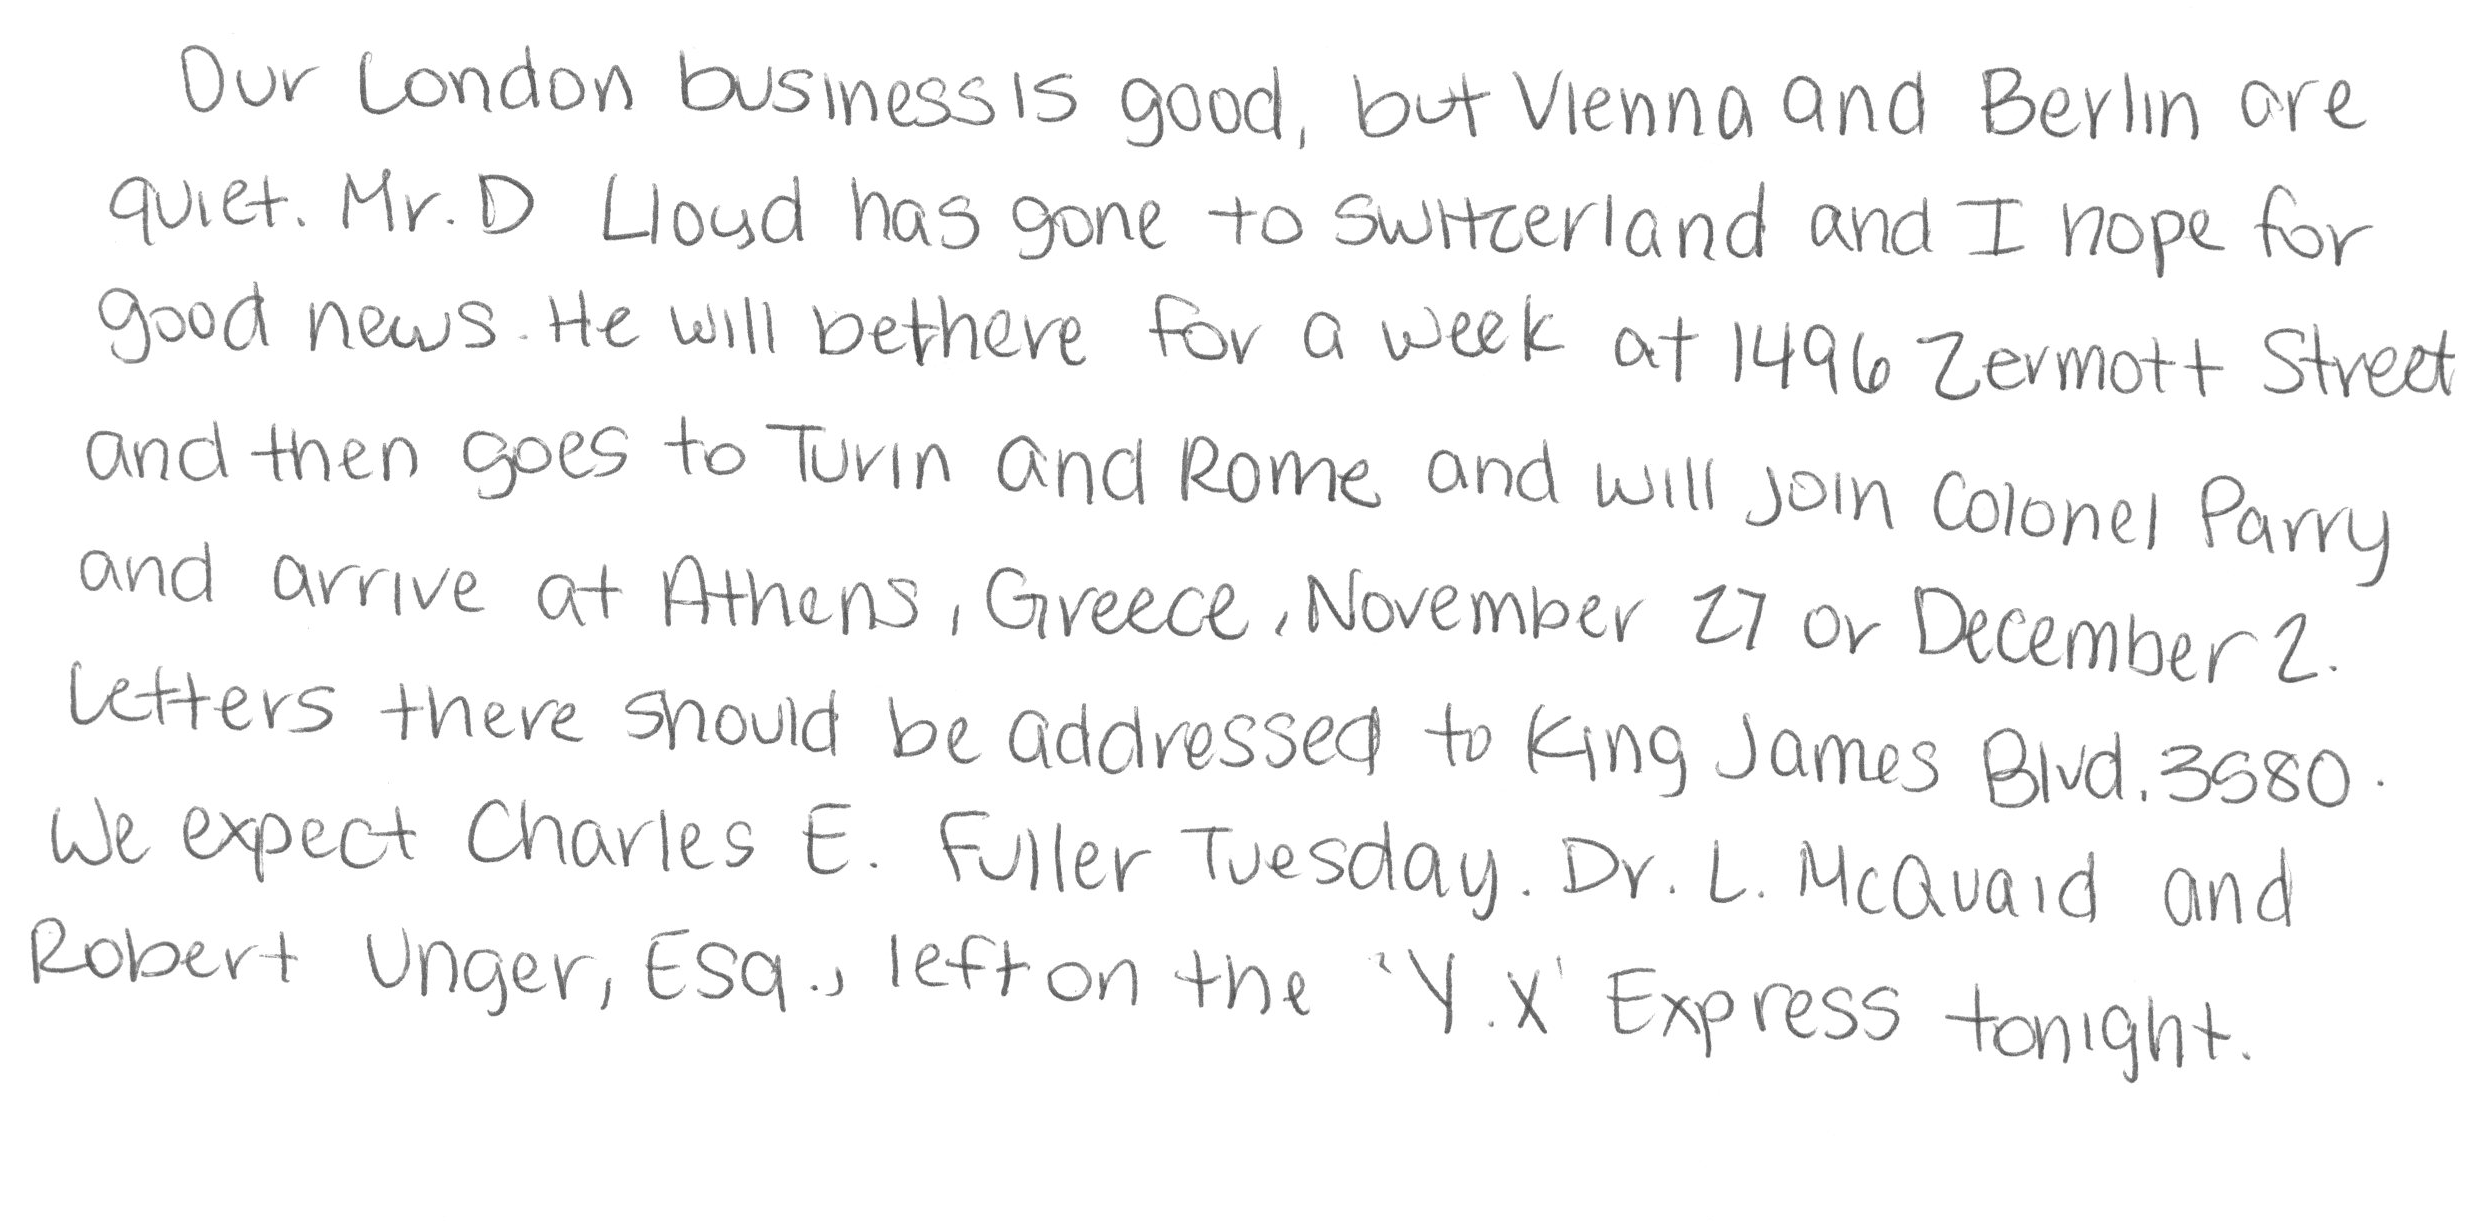 Our London business is good, but Vienna and Berlin are
quiet. Mr. D Lloyd has gone to Switzerland and I hope for
good news. He will be there for a week at 1496 Zermott Street
and then goes to Turin and Rome and will join Colonel Parry
and arrive at Athens, Greece, November 27 or December 2.
Letters there should be addressed to King James Blvd. 3580.
We expect Charles E. Fuller Tuesday. Dr. L. McQuaid and
Robert Unger, Esq., left on the 'Y.X' Express tonight.